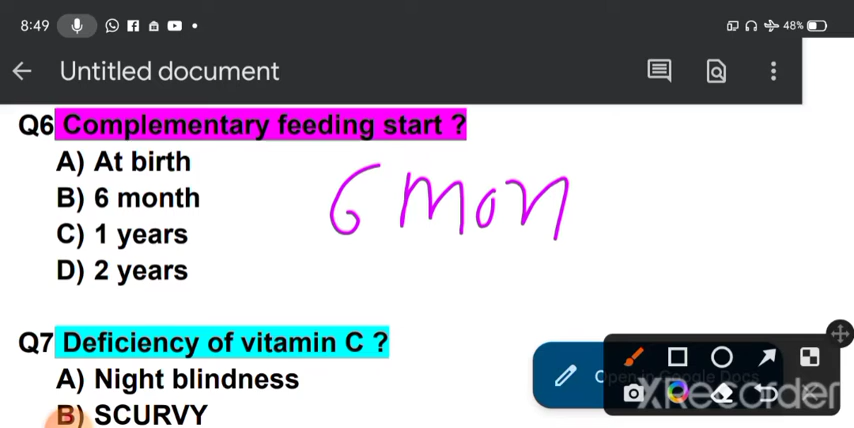 8:49 48%
Untitled document
Q6 Complementary feeding start ?
A) At birth
B) 6 month
C) 1 years
D) 2 years
6 mon
Q7 Deficiency of vitamin C ?
A) Night blindness
B) SCURVY
Open in Google Docs
XRecorder